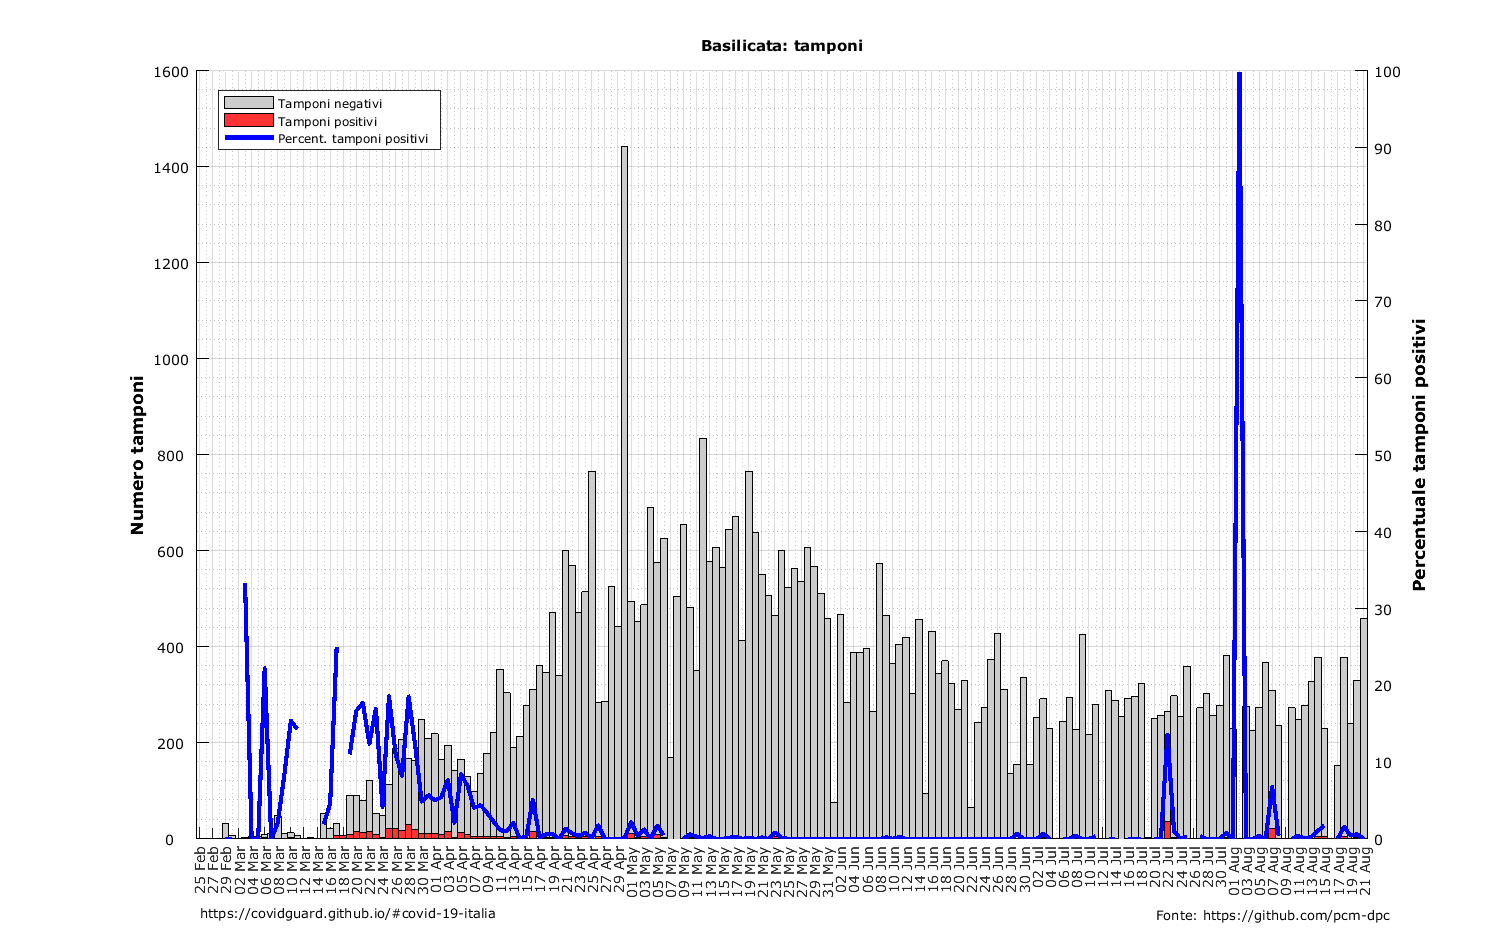 Basilicata: tamponi
Tamponi negativi
Tamponi positivi
Percent. tamponi positivi
Numero tamponi
1600
1400
1200
1000
800
600
400
200
0
Percentuale tamponi positivi
100
90
80
70
60
50
40
30
20
10
0
25 Feb
27 Feb
29 Feb
02 Mar
04 Mar
06 Mar
08 Mar
10 Mar
12 Mar
14 Mar
16 Mar
18 Mar
20 Mar
22 Mar
24 Mar
26 Mar
28 Mar
30 Mar
01 Apr
03 Apr
05 Apr
07 Apr
09 Apr
11 Apr
13 Apr
15 Apr
17 Apr
19 Apr
21 Apr
23 Apr
25 Apr
27 Apr
29 Apr
01 May
03 May
05 May
07 May
09 May
11 May
13 May
15 May
17 May
19 May
21 May
23 May
25 May
27 May
29 May
31 May
02 Jun
04 Jun
06 Jun
08 Jun
10 Jun
12 Jun
14 Jun
16 Jun
18 Jun
20 Jun
22 Jun
24 Jun
26 Jun
28 Jun
30 Jun
02 Jul
04 Jul
06 Jul
08 Jul
10 Jul
12 Jul
14 Jul
16 Jul
18 Jul
20 Jul
22 Jul
24 Jul
26 Jul
28 Jul
30 Jul
01 Aug
03 Aug
05 Aug
07 Aug
09 Aug
11 Aug
13 Aug
15 Aug
17 Aug
19 Aug
21 Aug
https://covidguard.github.io/#covid-19-italia
Fonte: https://github.com/pcm-dpc